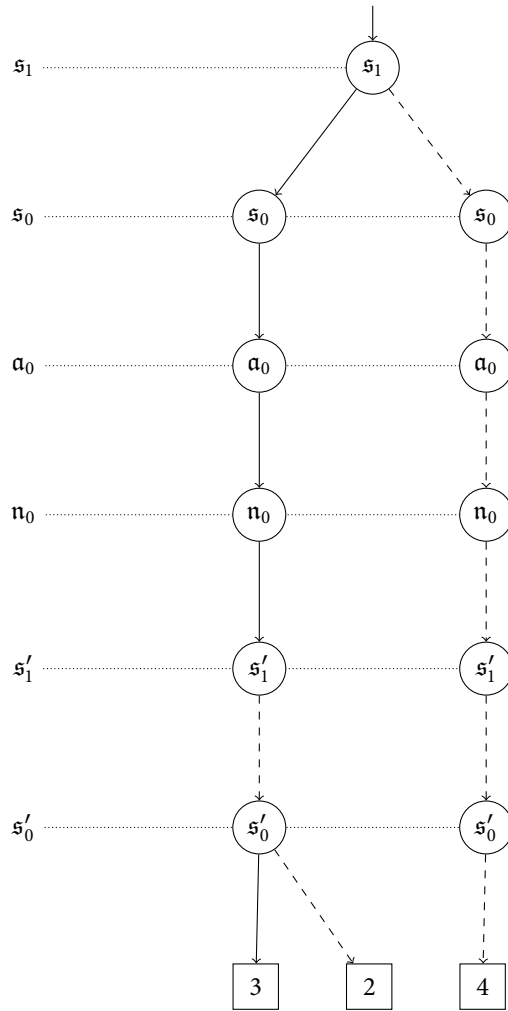 𝔰₁ 𝔰₁
𝔰₀ 𝔰₀ 𝔰₀
𝔞₀ 𝔞₀ 𝔞₀
𝔫₀ 𝔫₀ 𝔫₀
𝔰′₁ 𝔰′₁ 𝔰′₁
𝔰′₀ 𝔰′₀ 𝔰′₀
3 2 4